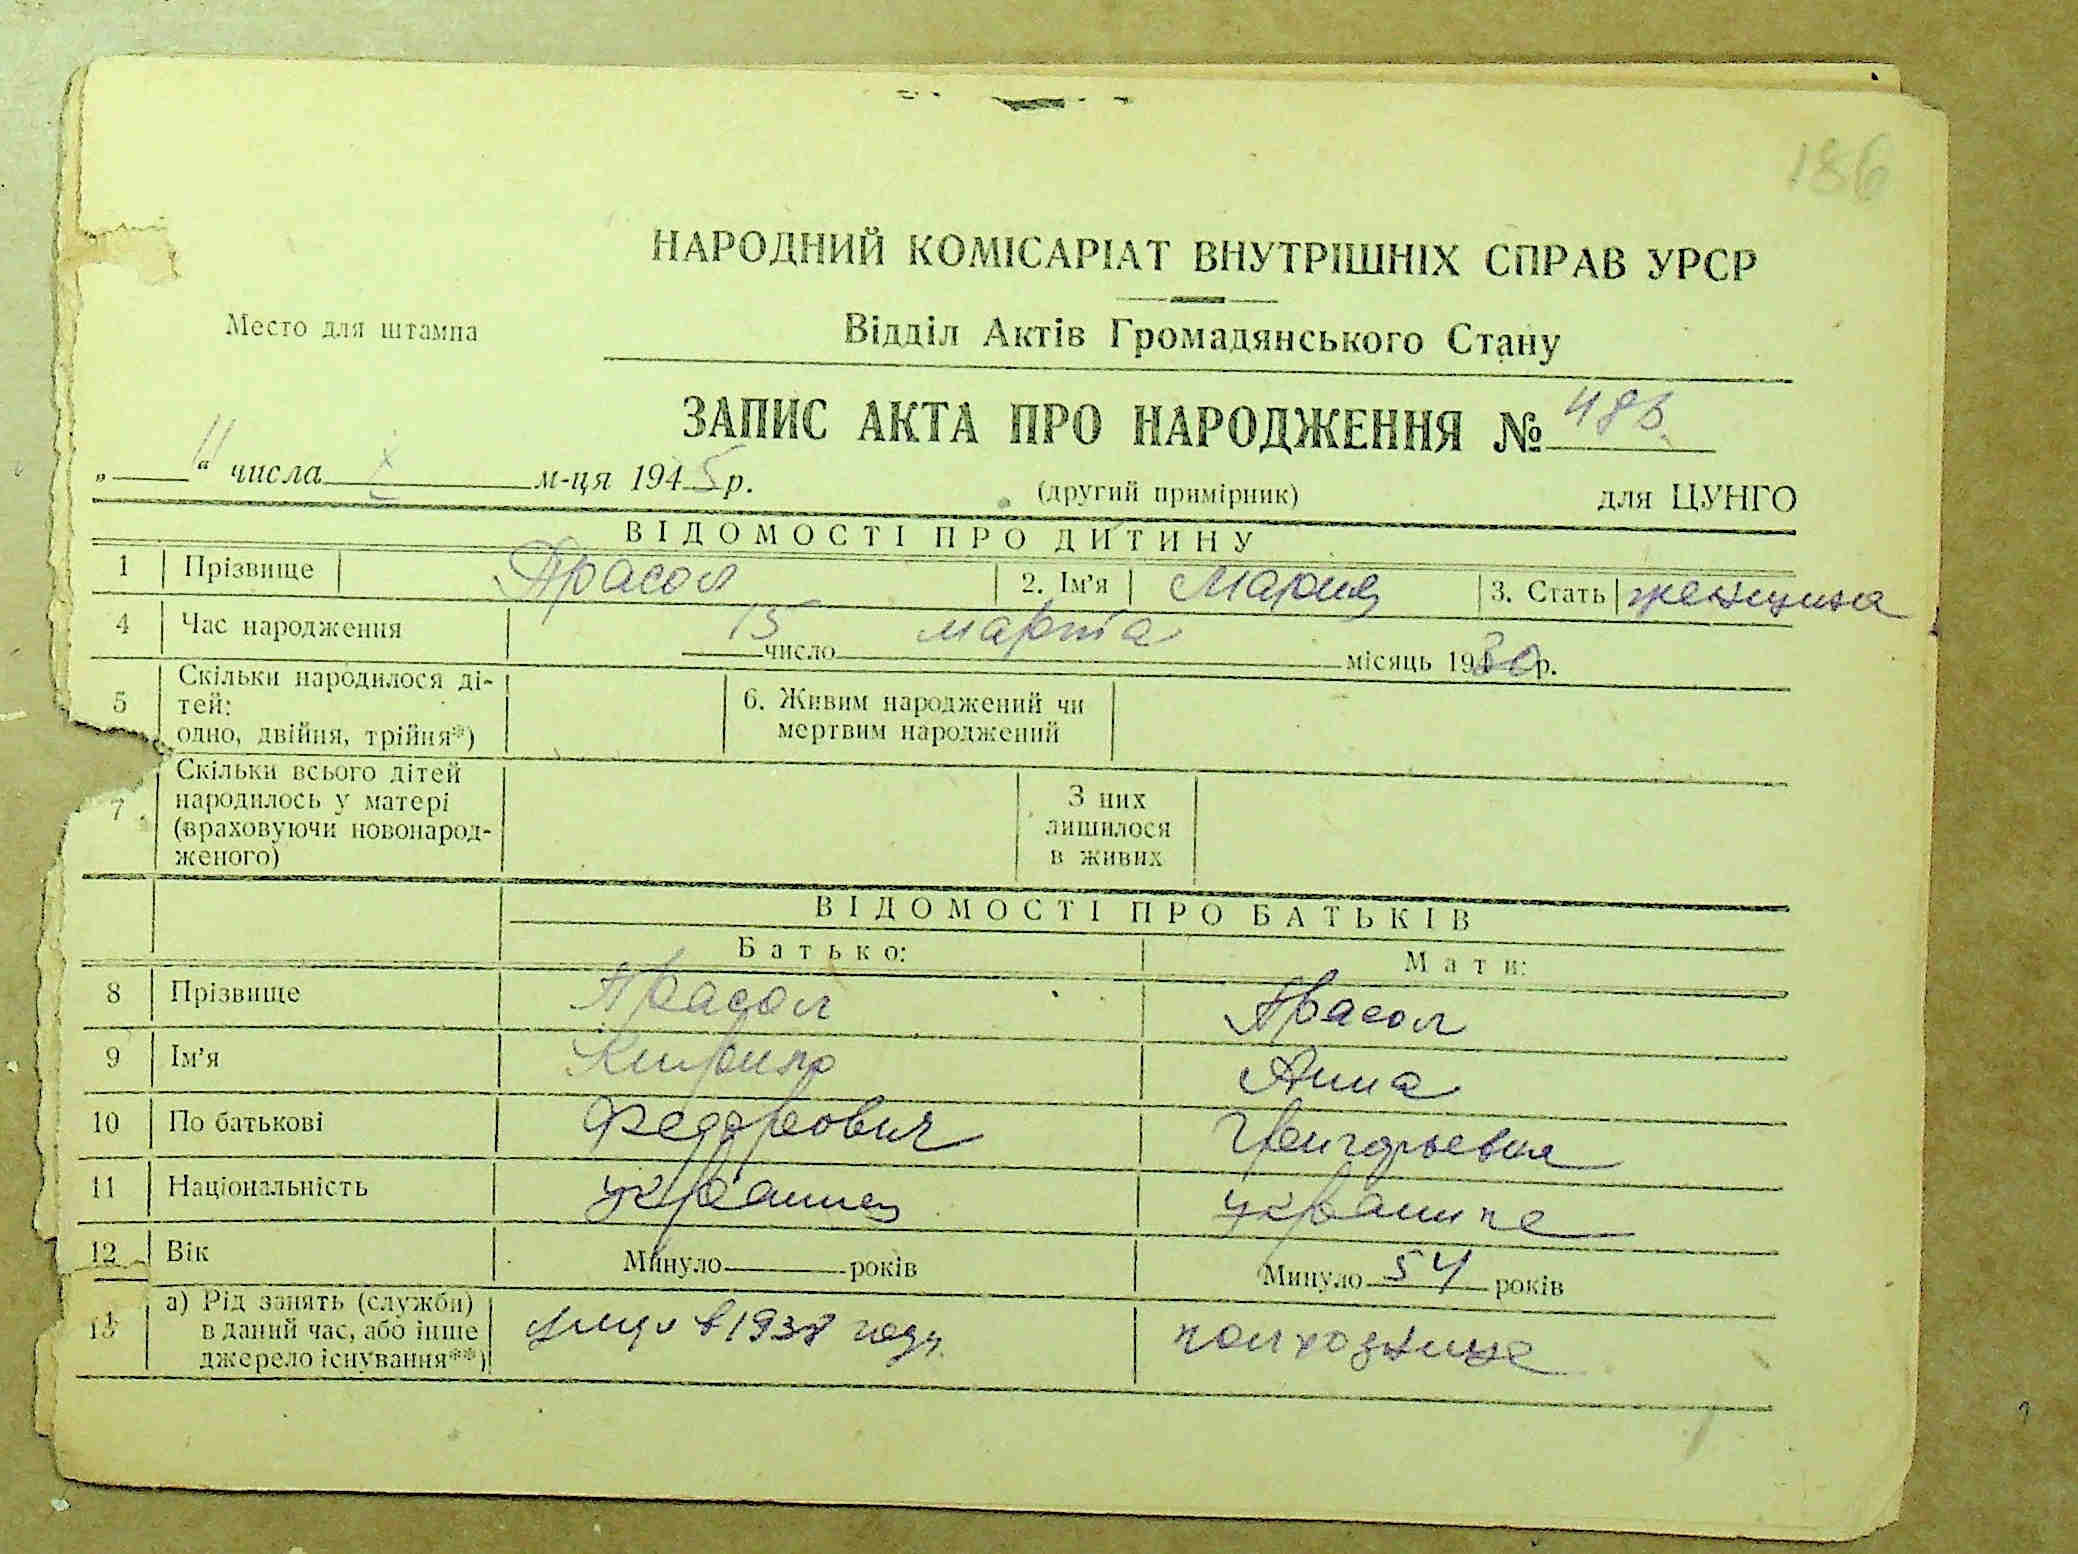 186
НАРОДНИЙ КОМІСАРІАТ ВНУТРІШНІХ СПРАВ УРСР
Место для штампа
Відділ Актів Громадянського Стану
ЗАПИС АКТА ПРО НАРОДЖЕННЯ № 486
„ 11 “ числа X м-ця 1945 р.
(другий примірник) для ЦУНГО
ВІДОМОСТІ ПРО ДИТИНУ
1 Прізвище Прасол 2. Ім'я Мария 3. Стать женщина
4 Час народження 15 число марта місяць 1930 р.
5 Скільки народилося ді-
тей:
одно, двійня, трійня*)
6. Живим народжений чи
мертвим народжений
7 Скільки всього дітей
народилось у матері
(враховуючи новонарод-
женого)
З них
лишилося
в живих
ВІДОМОСТІ ПРО БАТЬКІВ
Батько: Мати:
8 Прізвище Прасол Прасол
9 Ім'я Кирило Анна
10 По батькові Федорович Григорьевна
11 Національність украинец украинка
12 Вік Минуло років Минуло 54 років
13 а) Рід занять (служби)
в даний час, або інше
джерело існування**)
в 1938 году
колхозница